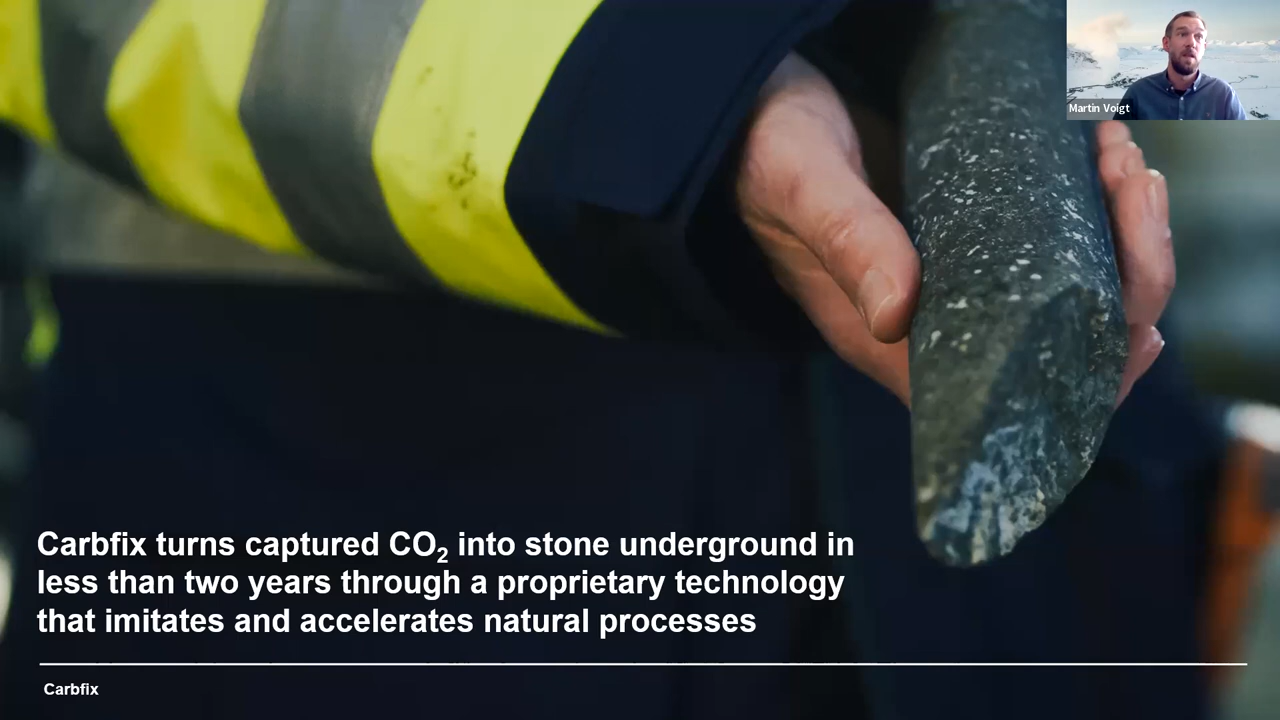 Martin Voigt
Carbfix turns captured CO₂ into stone underground in
less than two years through a proprietary technology
that imitates and accelerates natural processes
Carbfix